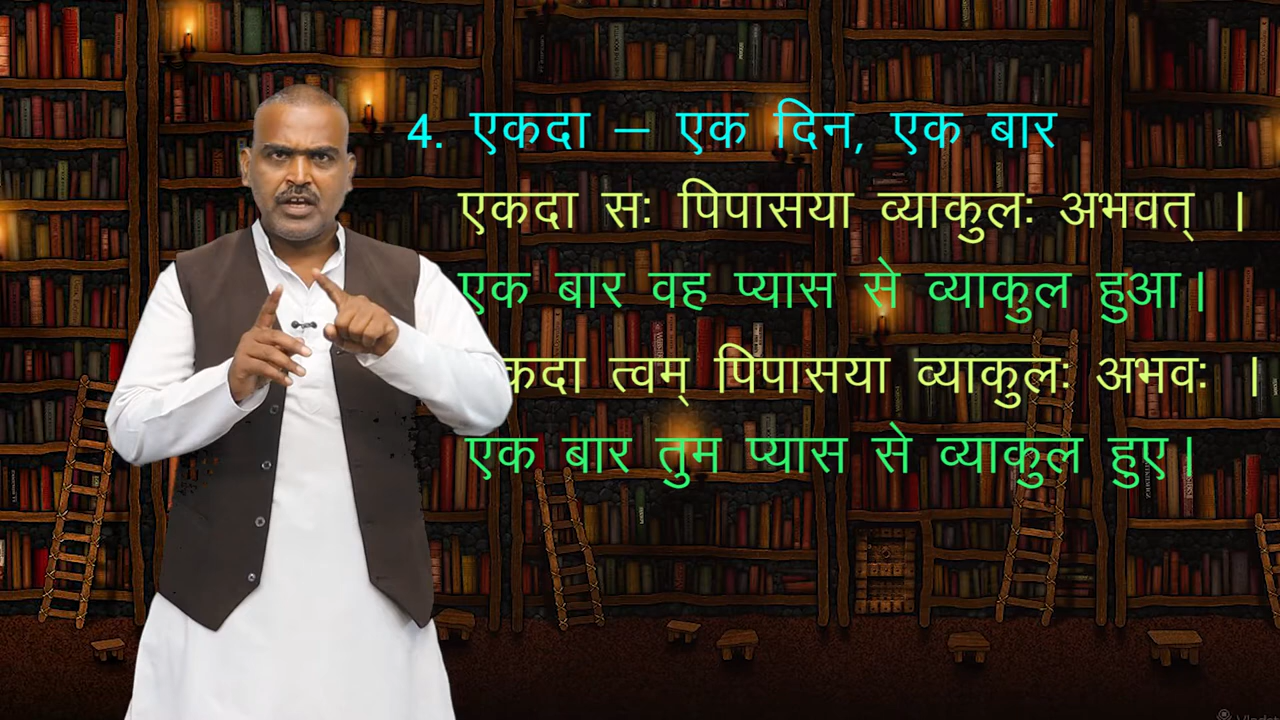 4. एकदा – एक दिन, एक बार
एकदा सः पिपासया व्याकुलः अभवत् ।
एक बार वह प्यास से व्याकुल हुआ।
कदा त्वम् पिपासया व्याकुलः अभवः ।
एक बार तुम प्यास से व्याकुल हुए।